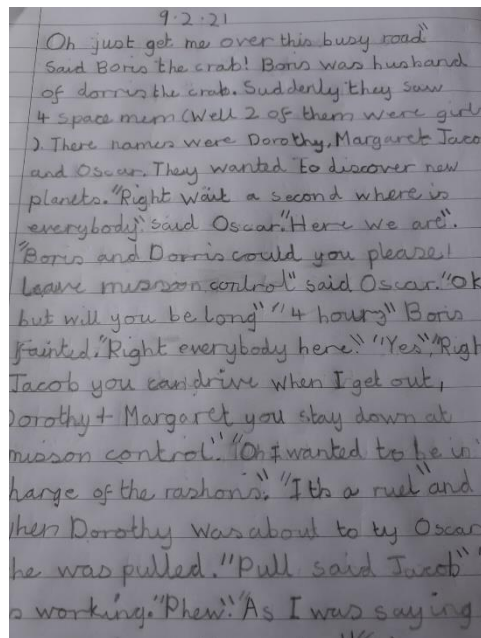 9.2.21
Oh just get me over this busy road"
said Boris the crab! Boris was husband
of dorris the crab. Suddenly they saw
4 space mem (Well 2 of them were girl
). There names were Dorothy, Margaret Jaco
and Oscar. They wanted to discover new
planets. "Right wait a second where is
everybody" said Oscar. "Here we are".
"Boris and Dorris could you please!
Leave misson control" said Oscar. "Ok
but will you be long" "4 hours" Boris
fainted. "Right everybody here." "Yes", "Righ
Jacob you can drive when I get out,
Dorothy + Margaret you stay down at
misson control." "Oh I wanted to be in
harge of the rashons". "Its a ruel" and
hen Dorothy was about to ty Oscar
he was pulled. "Pull said Jacob"
s working. "Phew". "As I was saying